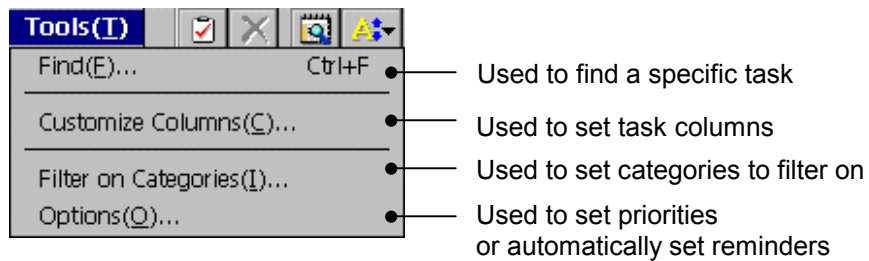 Tools(T)
Find(F)... Ctrl+F Used to find a specific task
Customize Columns(C)... Used to set task columns
Filter on Categories(I)... Used to set categories to filter on
Options(O)... Used to set priorities
or automatically set reminders